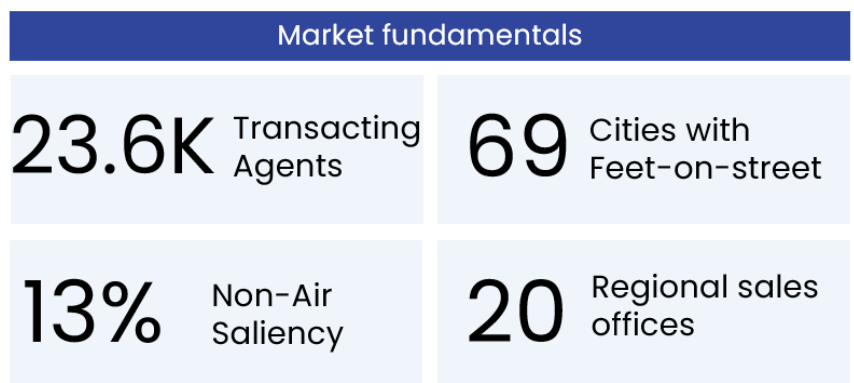 Market fundamentals
23.6K Transacting
Agents
69 Cities with
Feet-on-street
13% Non-Air
Saliency
20 Regional sales
offices